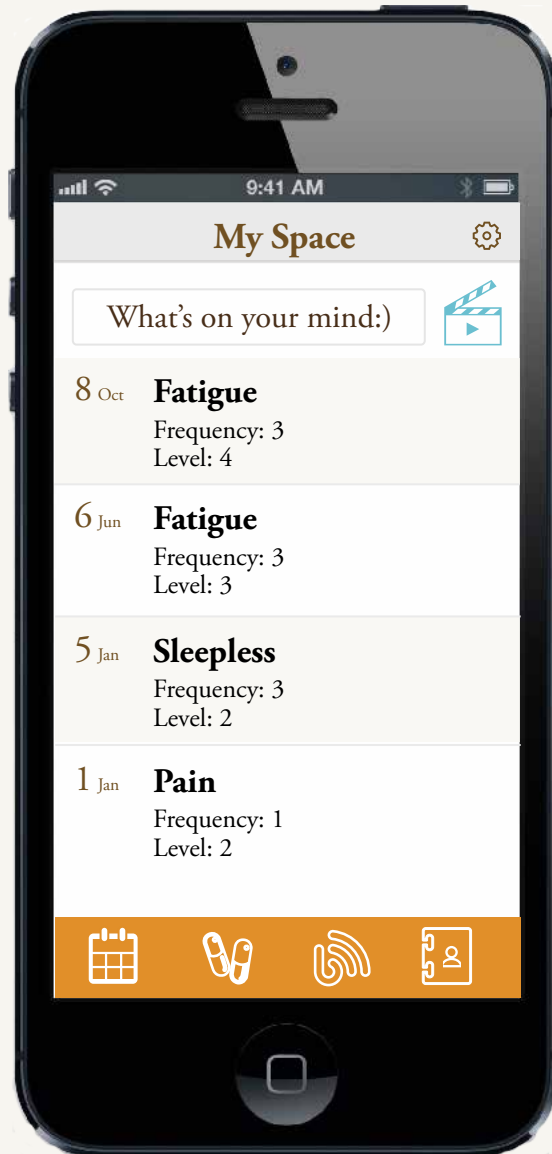 9:41 AM
My Space
What's on your mind:)
8 Oct Fatigue
Frequency: 3
Level: 4
6 Jun Fatigue
Frequency: 3
Level: 3
5 Jan Sleepless
Frequency: 3
Level: 2
1 Jan Pain
Frequency: 1
Level: 2